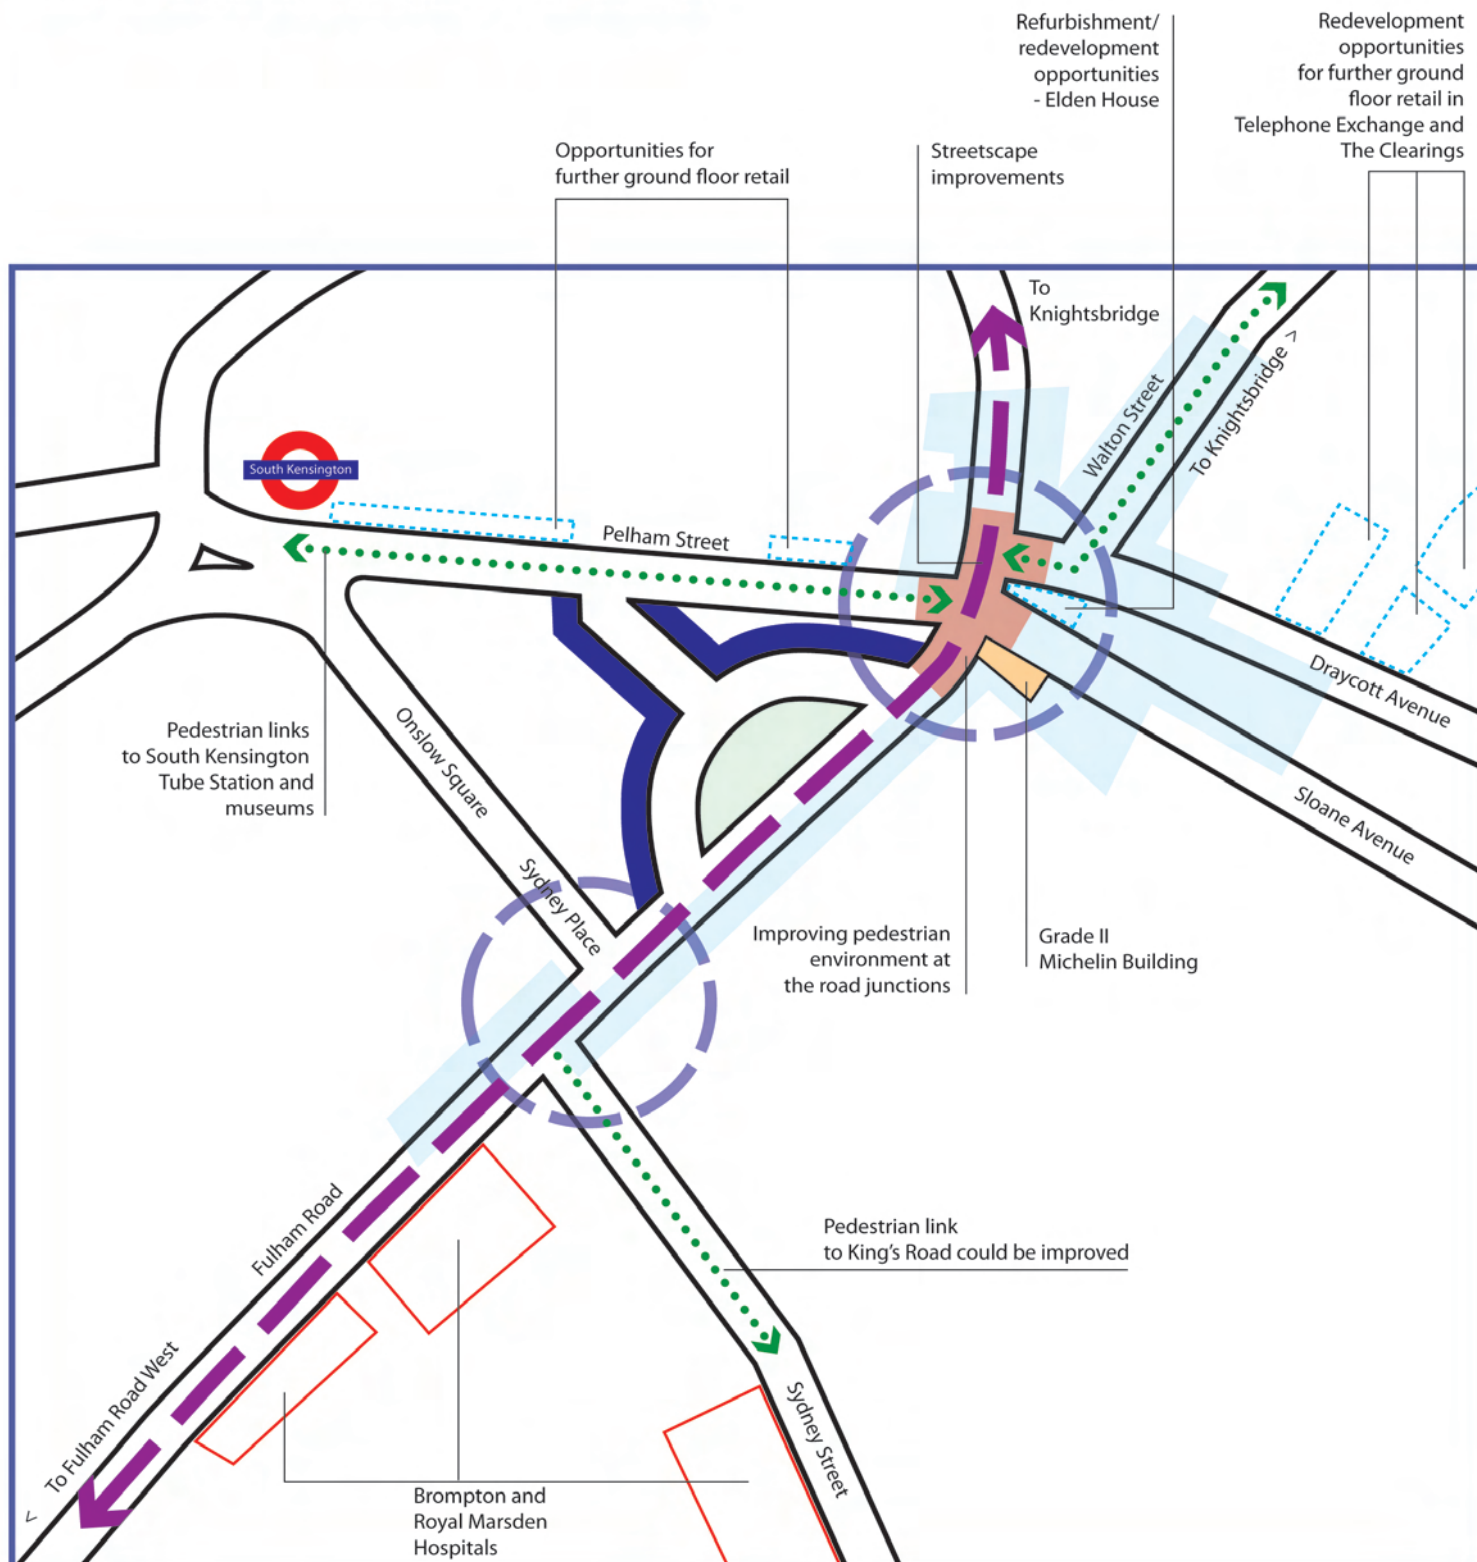 Refurbishment/
redevelopment
opportunities
- Elden House
Redevelopment
opportunities
for further ground
floor retail in
Telephone Exchange and
The Clearings
Opportunities for
further ground floor retail
Streetscape
improvements
To
Knightsbridge
Walton Street
To Knightsbridge >
South Kensington
Pelham Street
Draycott Avenue
Sloane Avenue
Pedestrian links
to South Kensington
Tube Station and
museums
Onslow Square
Sydney Place
Improving pedestrian
environment at
the road junctions
Grade II
Michelin Building
Fulham Road
Pedestrian link
to King's Road could be improved
< To Fulham Road West
Sydney Street
Brompton and
Royal Marsden
Hospitals